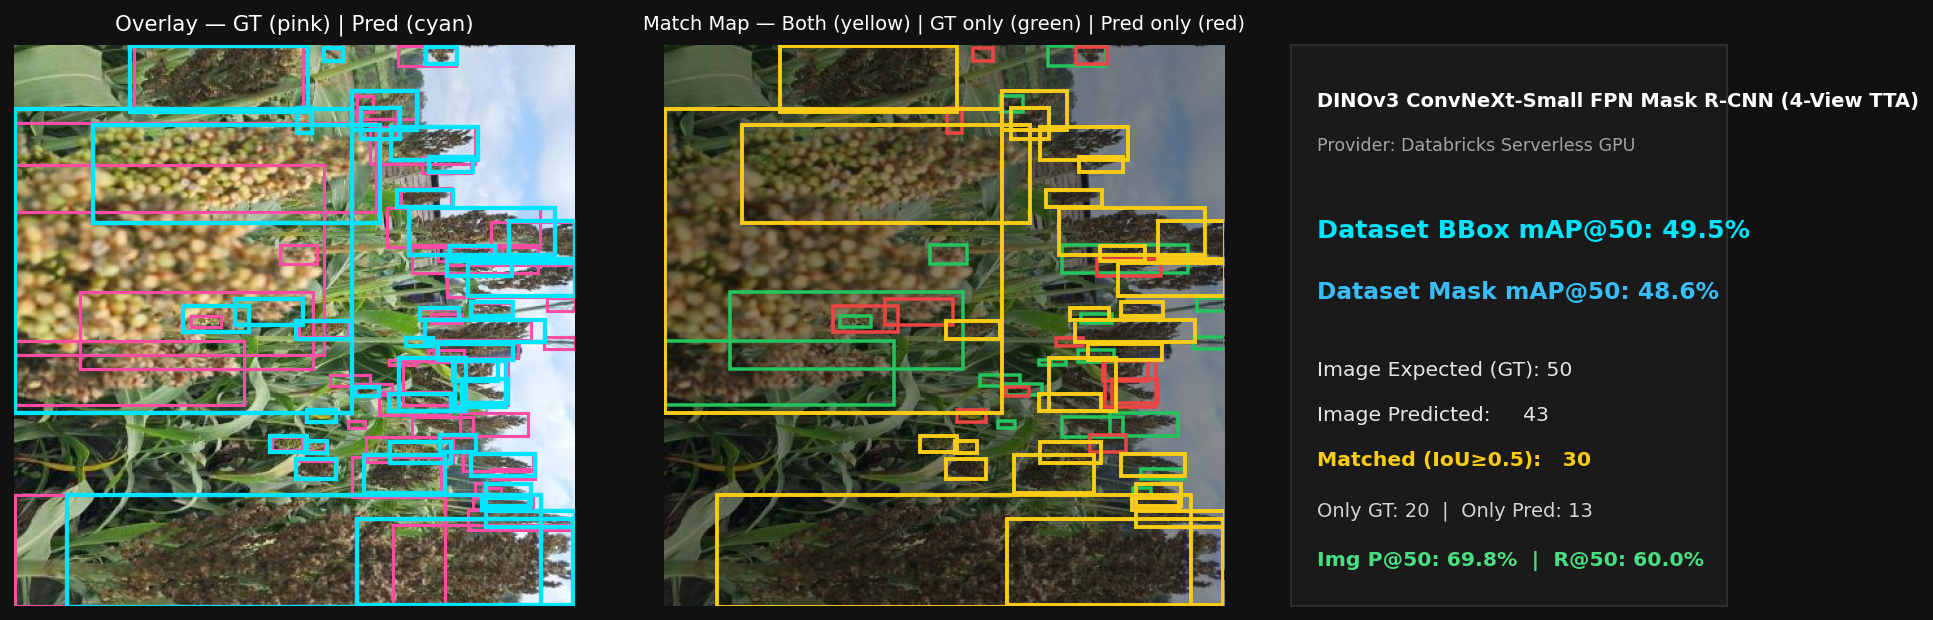 Overlay — GT (pink) | Pred (cyan)
Match Map — Both (yellow) | GT only (green) | Pred only (red)
DINOv3 ConvNeXt-Small FPN Mask R-CNN (4-View TTA)
Provider: Databricks Serverless GPU
Dataset BBox mAP@50: 49.5%
Dataset Mask mAP@50: 48.6%
Image Expected (GT): 50
Image Predicted: 43
Matched (IoU≥0.5): 30
Only GT: 20 | Only Pred: 13
Img P@50: 69.8% | R@50: 60.0%